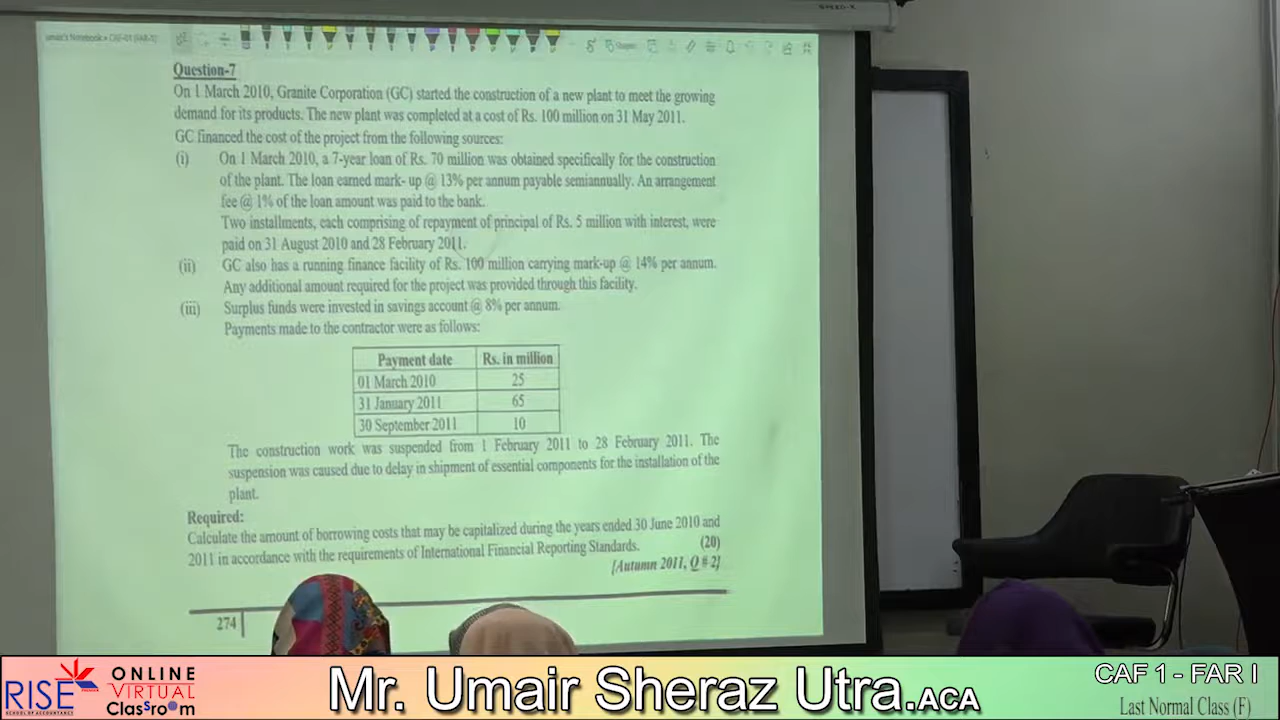 umair's Notebook • CAF-01 (FAR-1)
Shapes
Question-7
On 1 March 2010, Granite Corporation (GC) started the construction of a new plant to meet the growing
demand for its products. The new plant was completed at a cost of Rs. 100 million on 31 May 2011.
GC financed the cost of the project from the following sources:
(i) On 1 March 2010, a 7-year loan of Rs. 70 million was obtained specifically for the construction
of the plant. The loan earned mark- up @ 13% per annum payable semiannually. An arrangement
fee @ 1% of the loan amount was paid to the bank.
Two installments, each comprising of repayment of principal of Rs. 5 million with interest, were
paid on 31 August 2010 and 28 February 2011.
(ii) GC also has a running finance facility of Rs. 100 million carrying mark-up @ 14% per annum.
Any additional amount required for the project was provided through this facility.
(iii) Surplus funds were invested in savings account @ 8% per annum.
Payments made to the contractor were as follows:
Payment date Rs. in million
01 March 2010 25
31 January 2011 65
30 September 2011 10
The construction work was suspended from 1 February 2011 to 28 February 2011. The
suspension was caused due to delay in shipment of essential components for the installation of the
plant.
Required:
Calculate the amount of borrowing costs that may be capitalized during the years ended 30 June 2010 and
2011 in accordance with the requirements of International Financial Reporting Standards. (20)
[Autumn 2011, Q # 2]
274
RISE
SCHOOL OF ACCOUNTANCY
ONLINE
VIRTUAL
Classroom
Mr. Umair Sheraz Utra.ACA
CAF 1 - FAR I
Last Normal Class (F)